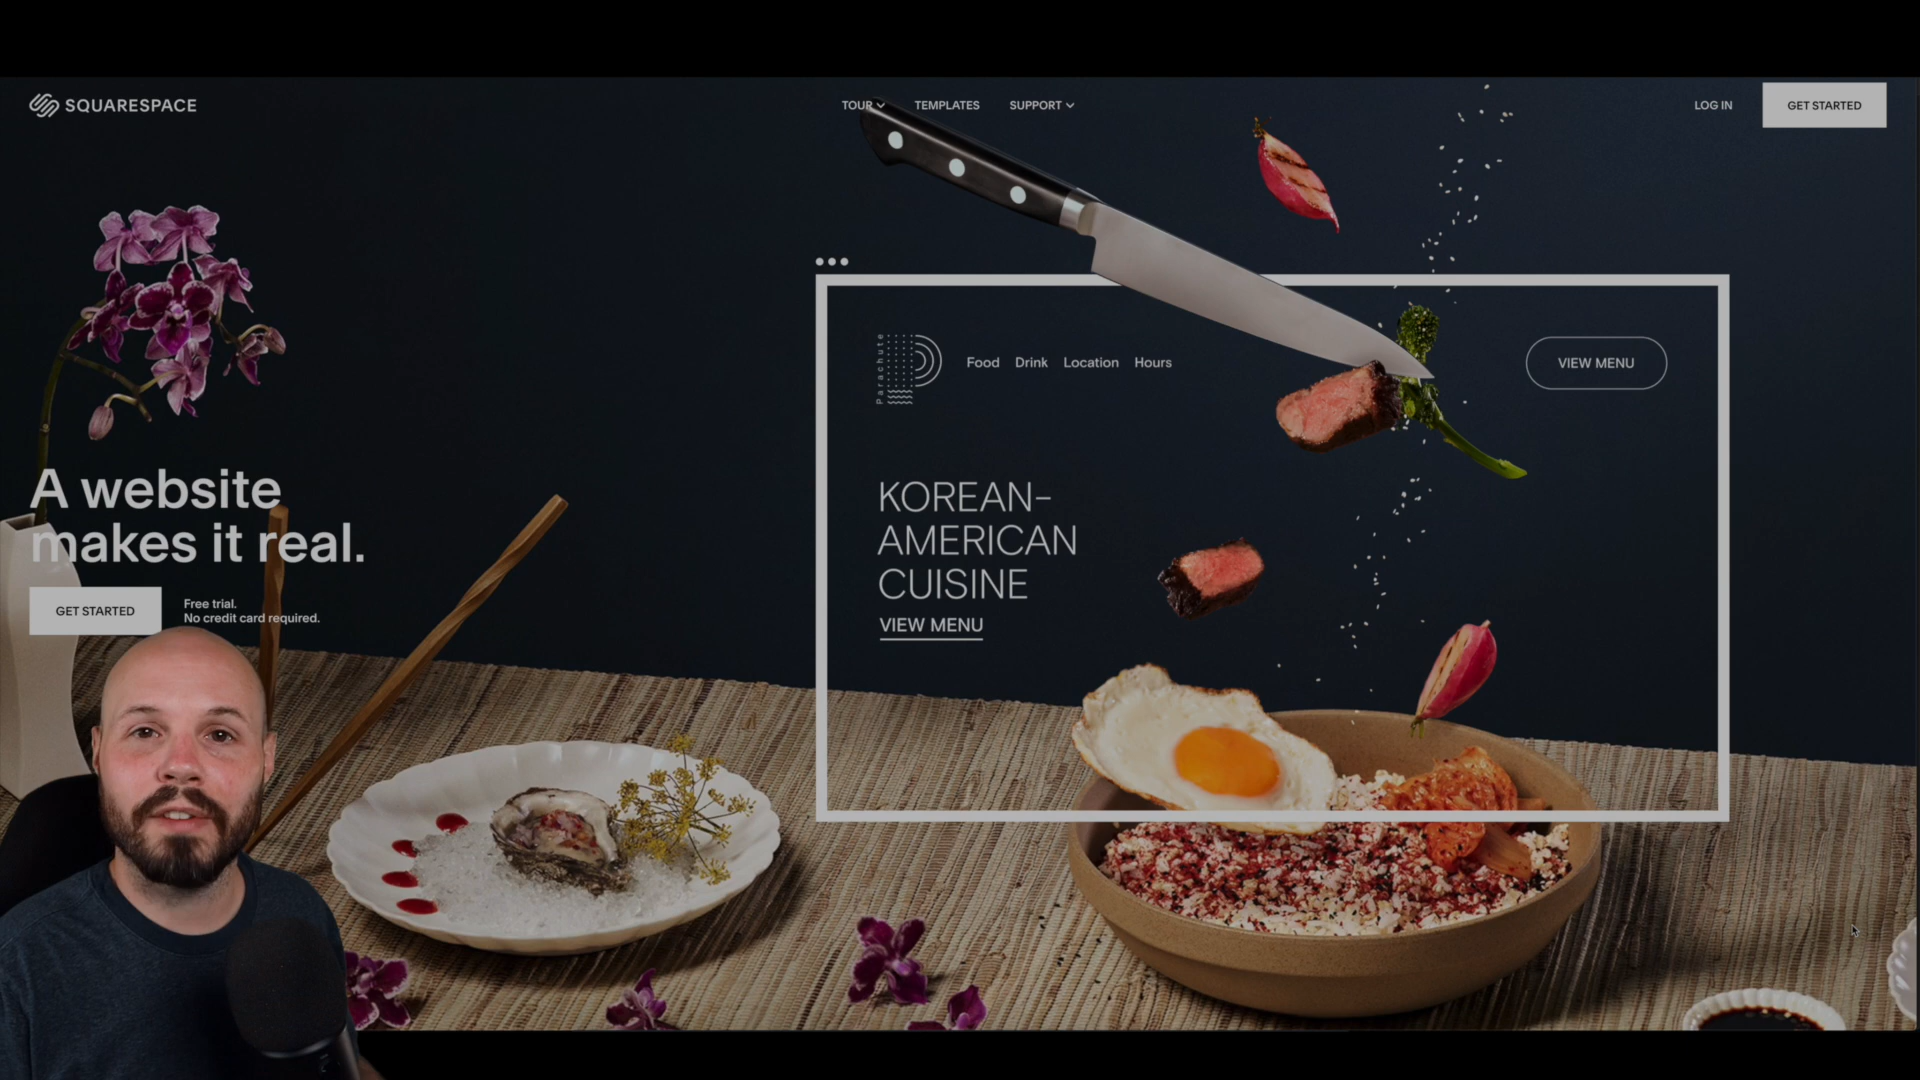 SQUARESPACE
TOUR
TEMPLATES
SUPPORT
LOG IN
GET STARTED
A website
makes it real.
GET STARTED
Free trial.
No credit card required.
Parachute
Food
Drink
Location
Hours
VIEW MENU
KOREAN–
AMERICAN
CUISINE
VIEW MENU